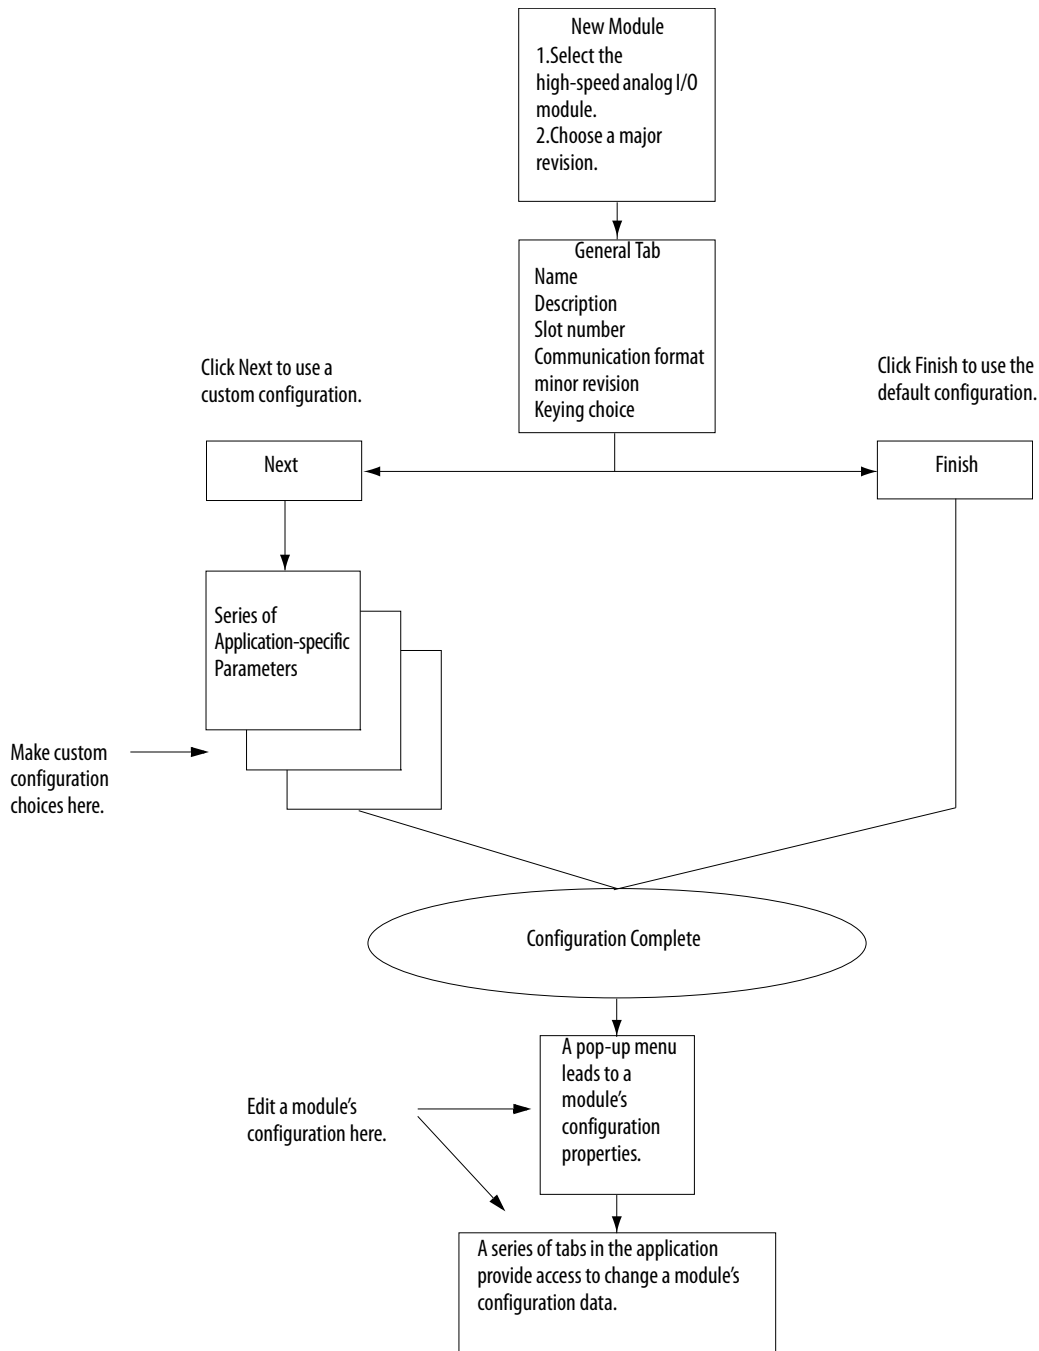 New Module
1.Select the
high-speed analog I/O
module.
2.Choose a major
revision.
General Tab
Name
Description
Slot number
Communication format
minor revision
Keying choice
Click Next to use a
custom configuration.
Click Finish to use the
default configuration.
Next
Finish
Series of
Application-specific
Parameters
Make custom
configuration
choices here.
Configuration Complete
A pop-up menu
leads to a
module's
configuration
properties.
Edit a module's
configuration here.
A series of tabs in the application
provide access to change a module's
configuration data.